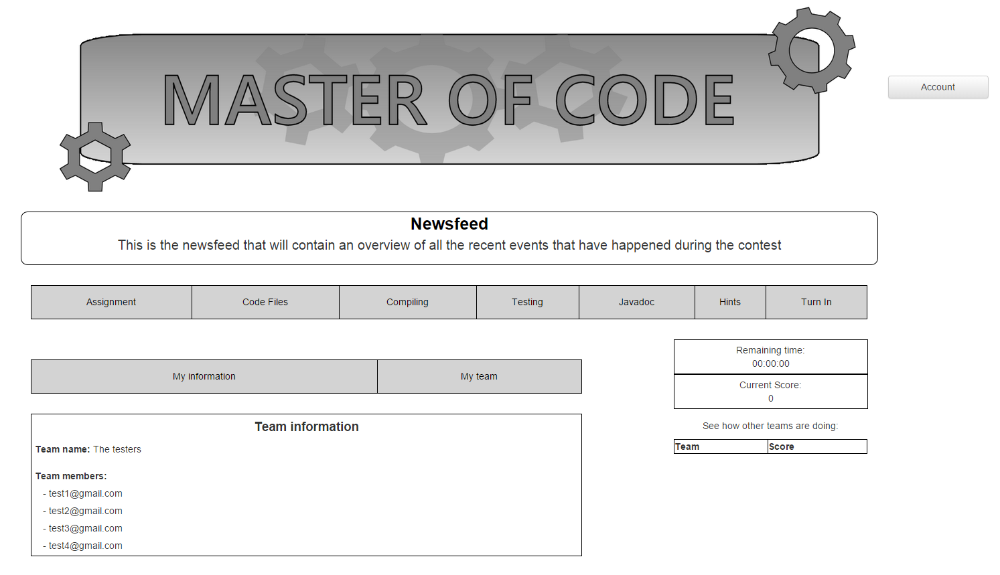 MASTER OF CODE
Account
Newsfeed
This is the newsfeed that will contain an overview of all the recent events that have happened during the contest
Assignment Code Files Compiling Testing Javadoc Hints Turn In
My information My team
Remaining time:
00:00:00
Current Score:
0
See how other teams are doing:
Team Score
Team information
Team name: The testers
Team members:
- test1@gmail.com
- test2@gmail.com
- test3@gmail.com
- test4@gmail.com